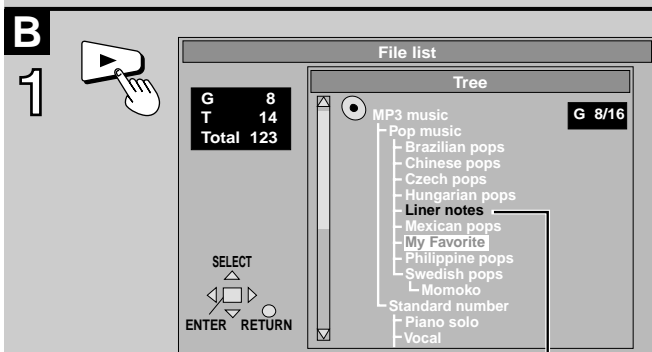 B
1
File list
Tree
G 8
T 14
Total 123
G 8/16
MP3 music
Pop music
Brazilian pops
Chinese pops
Czech pops
Hungarian pops
Liner notes
Mexican pops
My Favorite
Philippine pops
Swedish pops
Momoko
Standard number
Piano solo
Vocal
SELECT
ENTER RETURN